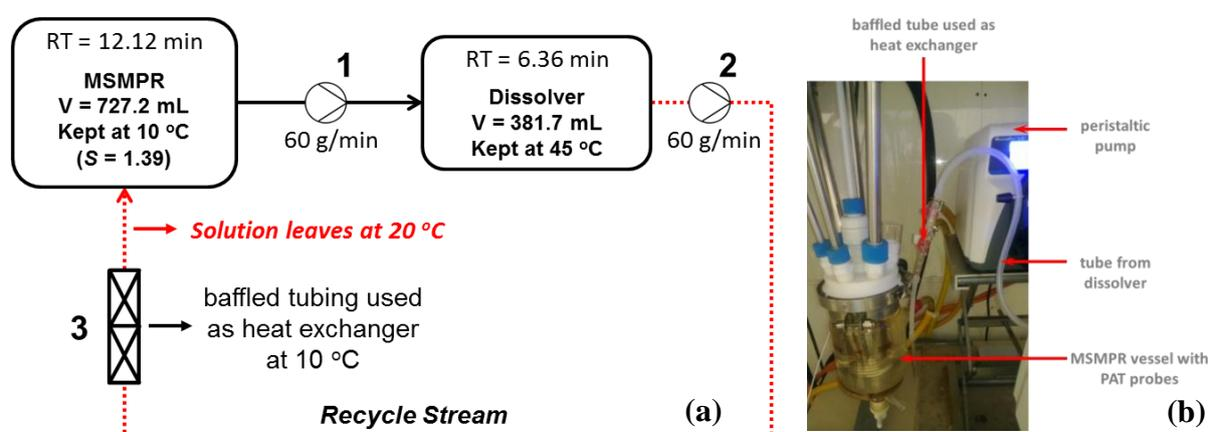 RT = 12.12 min
MSMPR
V = 727.2 mL
Kept at 10 °C
(S = 1.39)
1
60 g/min
RT = 6.36 min
Dissolver
V = 381.7 mL
Kept at 45 °C
2
60 g/min
Solution leaves at 20 °C
3
baffled tubing used
as heat exchanger
at 10 °C
Recycle Stream
(a)
baffled tube used as
heat exchanger
peristaltic
pump
tube from
dissolver
MSMPR vessel with
PAT probes
(b)